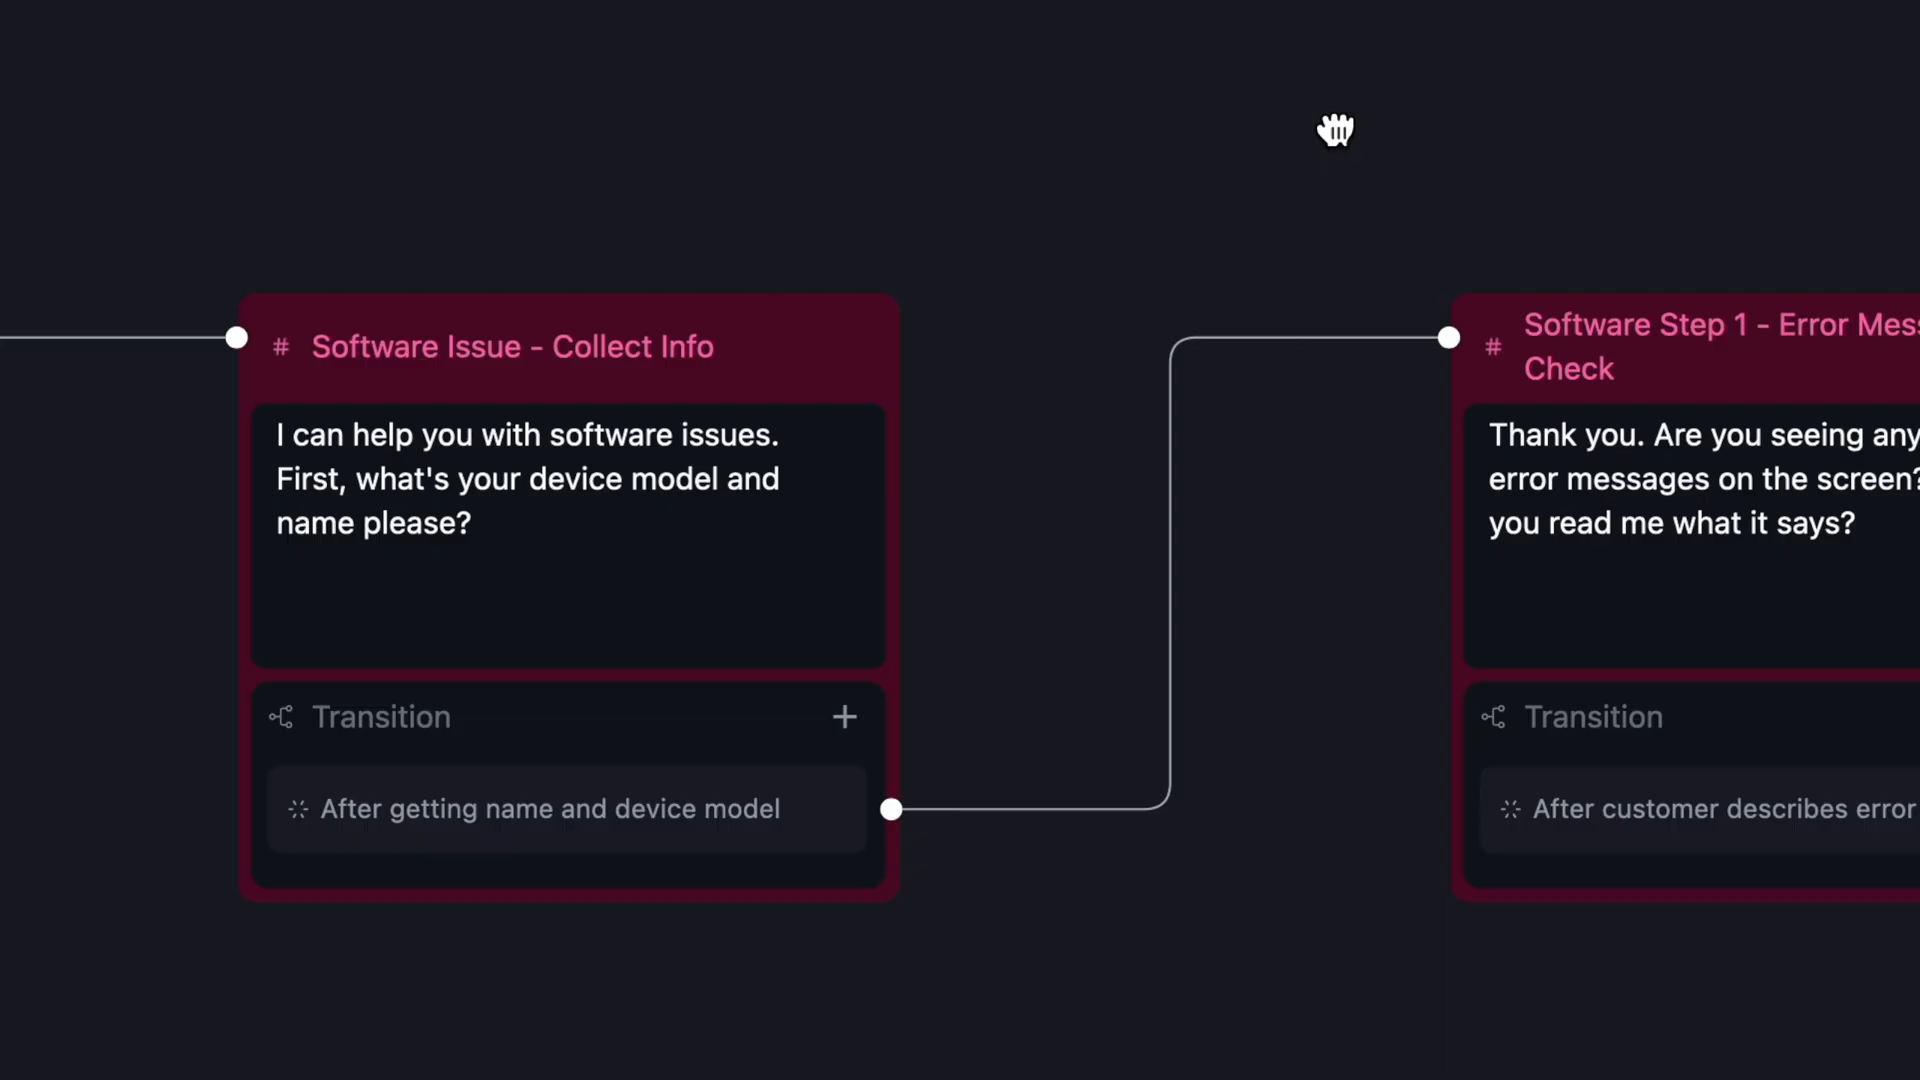 # Software Issue - Collect Info
I can help you with software issues.
First, what's your device model and
name please?
Transition
After getting name and device model
# Software Step 1 - Error
Check
Thank you. Are you seeing any
error messages on the screen?
you read me what it says?
Transition
After customer describes error